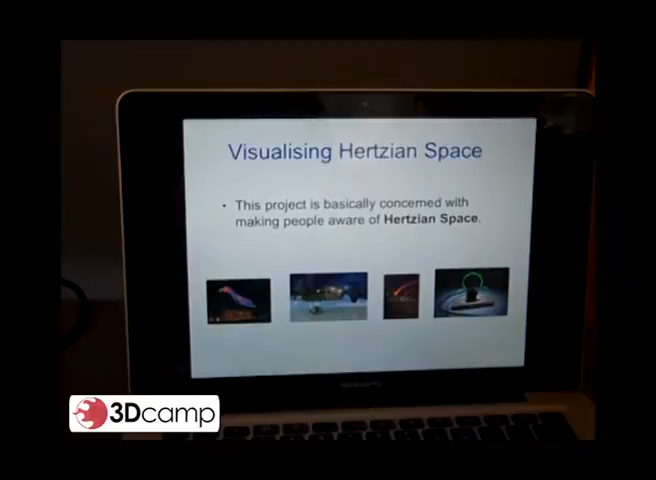 Visualising Hertzian Space
• This project is basically concerned with
making people aware of Hertzian Space.
3Dcamp